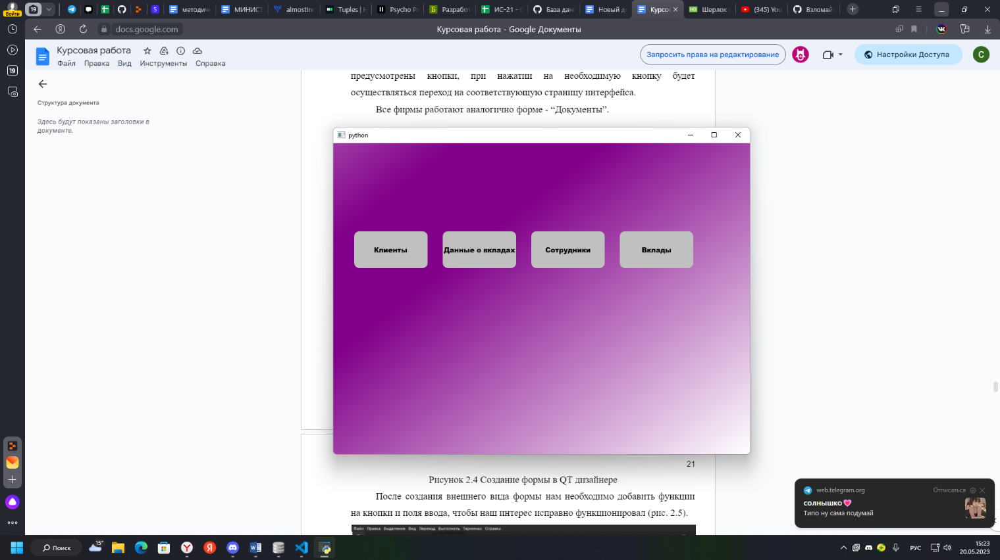 Войти
19
методич
МИНИСТ
almostInc
Tuples | H
Psycho Pa
Разработ
ИС-21 - С
База дан
Новый до
Курсо
Шерлок (
(345) You
Взломай
docs.google.com
Курсовая работа - Google Документы
Курсовая работа
Файл Правка Вид Инструменты Справка
Запросить права на редактирование
Настройки Доступа
С
19
Структура документа
Здесь будут показаны заголовки в
документе.
предусмотрены кнопки, при нажатии на необходимую кнопку будет
осуществляться переход на соответствующую страницу интерфейса.
Все фирмы работают аналогично форме - “Документы”.
python
Клиенты
Данные о вкладах
Сотрудники
Вклады
21
Рисунок 2.4 Создание формы в QT дизайнере
После создания внешнего вида формы нам необходимо добавить функции
на кнопки и поля ввода, чтобы наш интерес исправно функционировал (рис. 2.5).
Файл Правка Выделение Вид Переход Выполнить Терминал Справка
web.telegram.org
Отписаться
солнышко💗
Типо ну сама подумай
Поиск
15°
РУС
15:23
20.05.2023